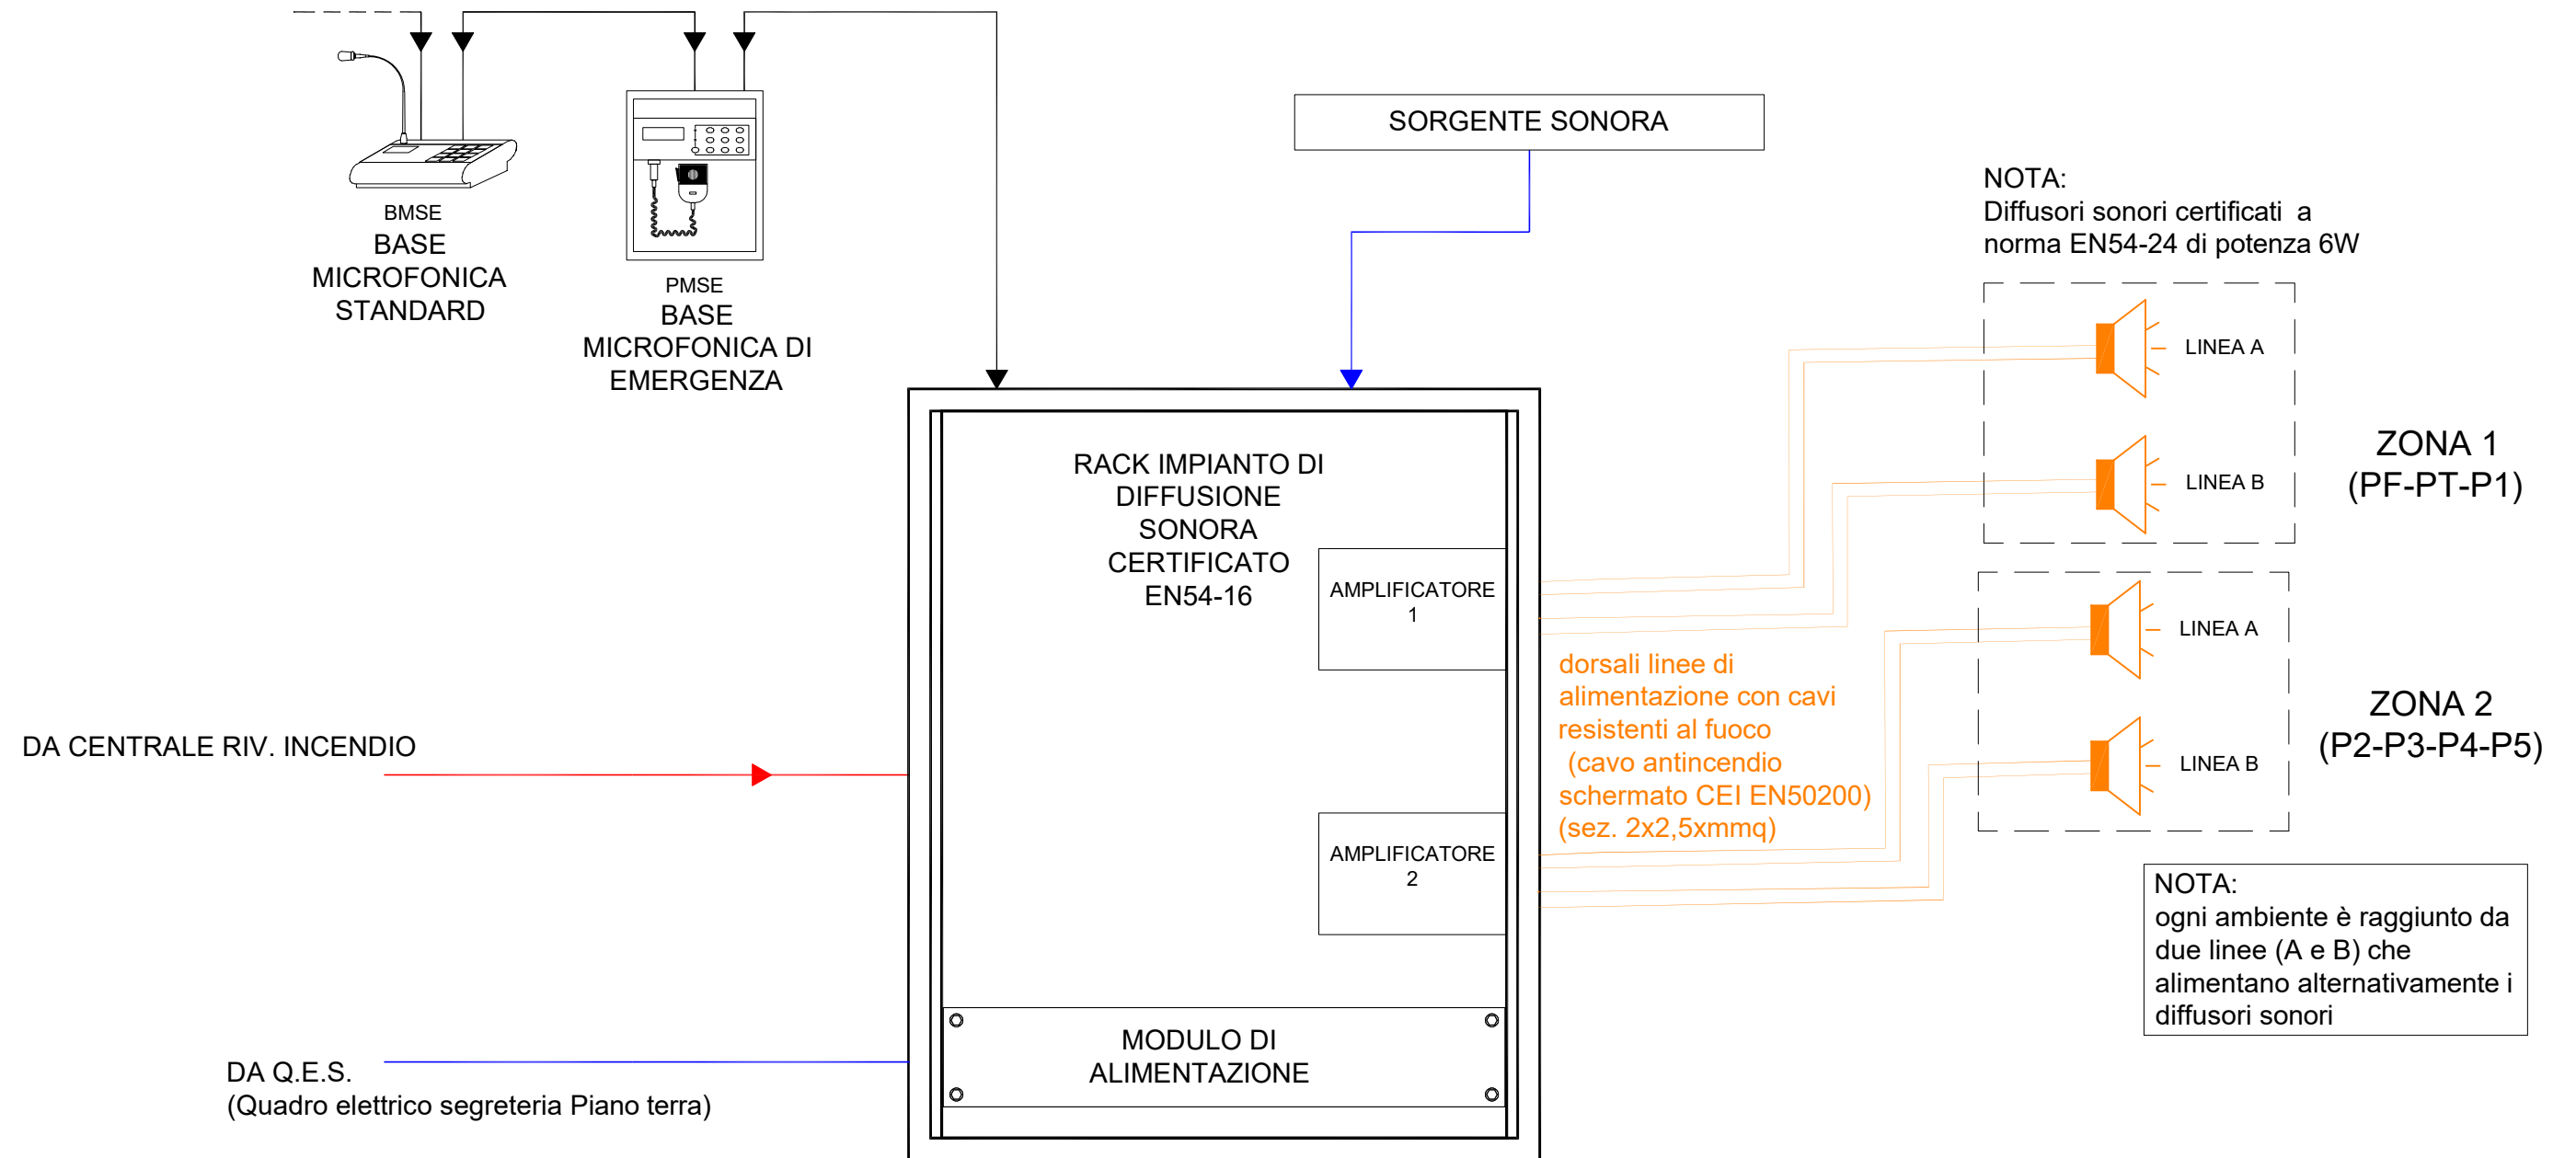 SORGENTE SONORA
NOTA:
Diffusori sonori certificati a
norma EN54-24 di potenza 6W
BMSE
BASE
MICROFONICA
STANDARD
PMSE
BASE
MICROFONICA DI
EMERGENZA
LINEA A
LINEA B
ZONA 1
(PF-PT-P1)
RACK IMPIANTO DI
DIFFUSIONE
SONORA
CERTIFICATO
EN54-16
AMPLIFICATORE
1
LINEA A
LINEA B
ZONA 2
(P2-P3-P4-P5)
dorsali linee di
alimentazione con cavi
resistenti al fuoco
(cavo antincendio
schermato CEI EN50200)
(sez. 2x2,5xmmq)
DA CENTRALE RIV. INCENDIO
AMPLIFICATORE
2
NOTA:
ogni ambiente è raggiunto da
due linee (A e B) che
alimentano alternativamente i
diffusori sonori
MODULO DI
ALIMENTAZIONE
DA Q.E.S.
(Quadro elettrico segreteria Piano terra)